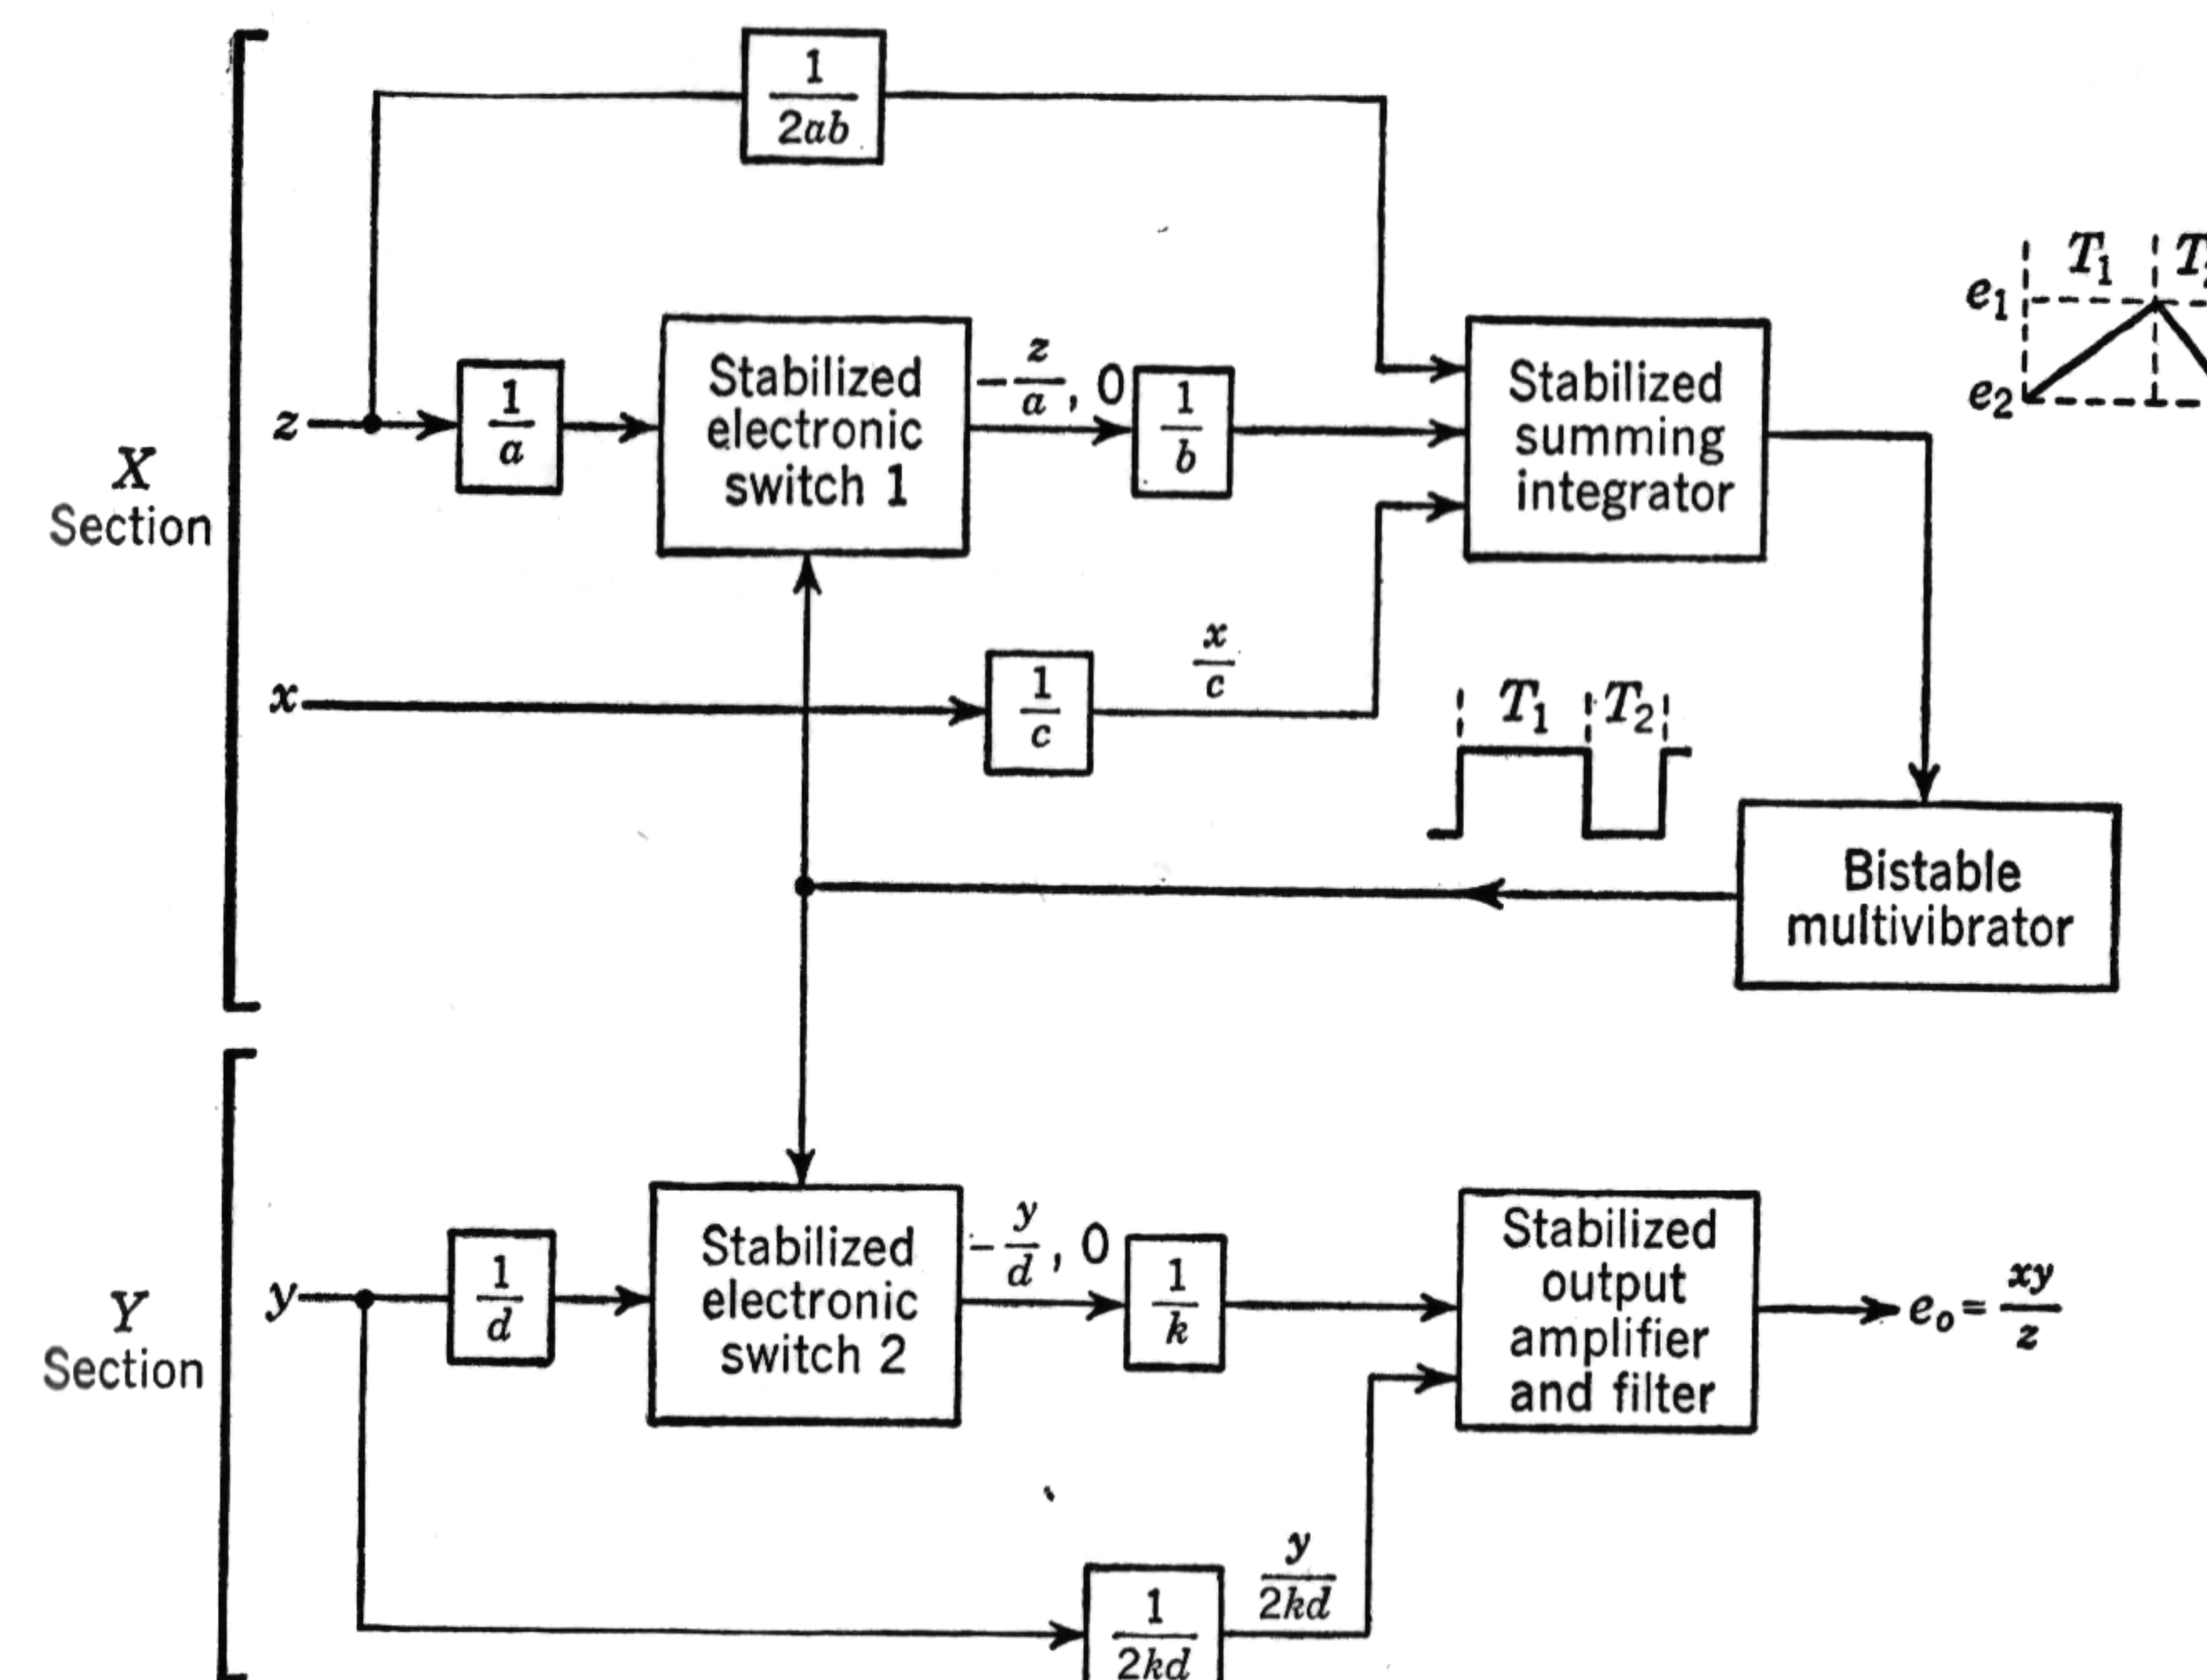 1
2ab
T₁ T
e₁
e₂
X
Section
z
1
a
Stabilized
electronic
switch 1
-z/a, 0
1
b
Stabilized
summing
integrator
x
1
c
x
c
T₁ T₂
Bistable
multivibrator
Y
Section
y
1
d
Stabilized
electronic
switch 2
-y/d, 0
1
k
Stabilized
output
amplifier
and filter
eₒ = xy/z
1
2kd
y
2kd